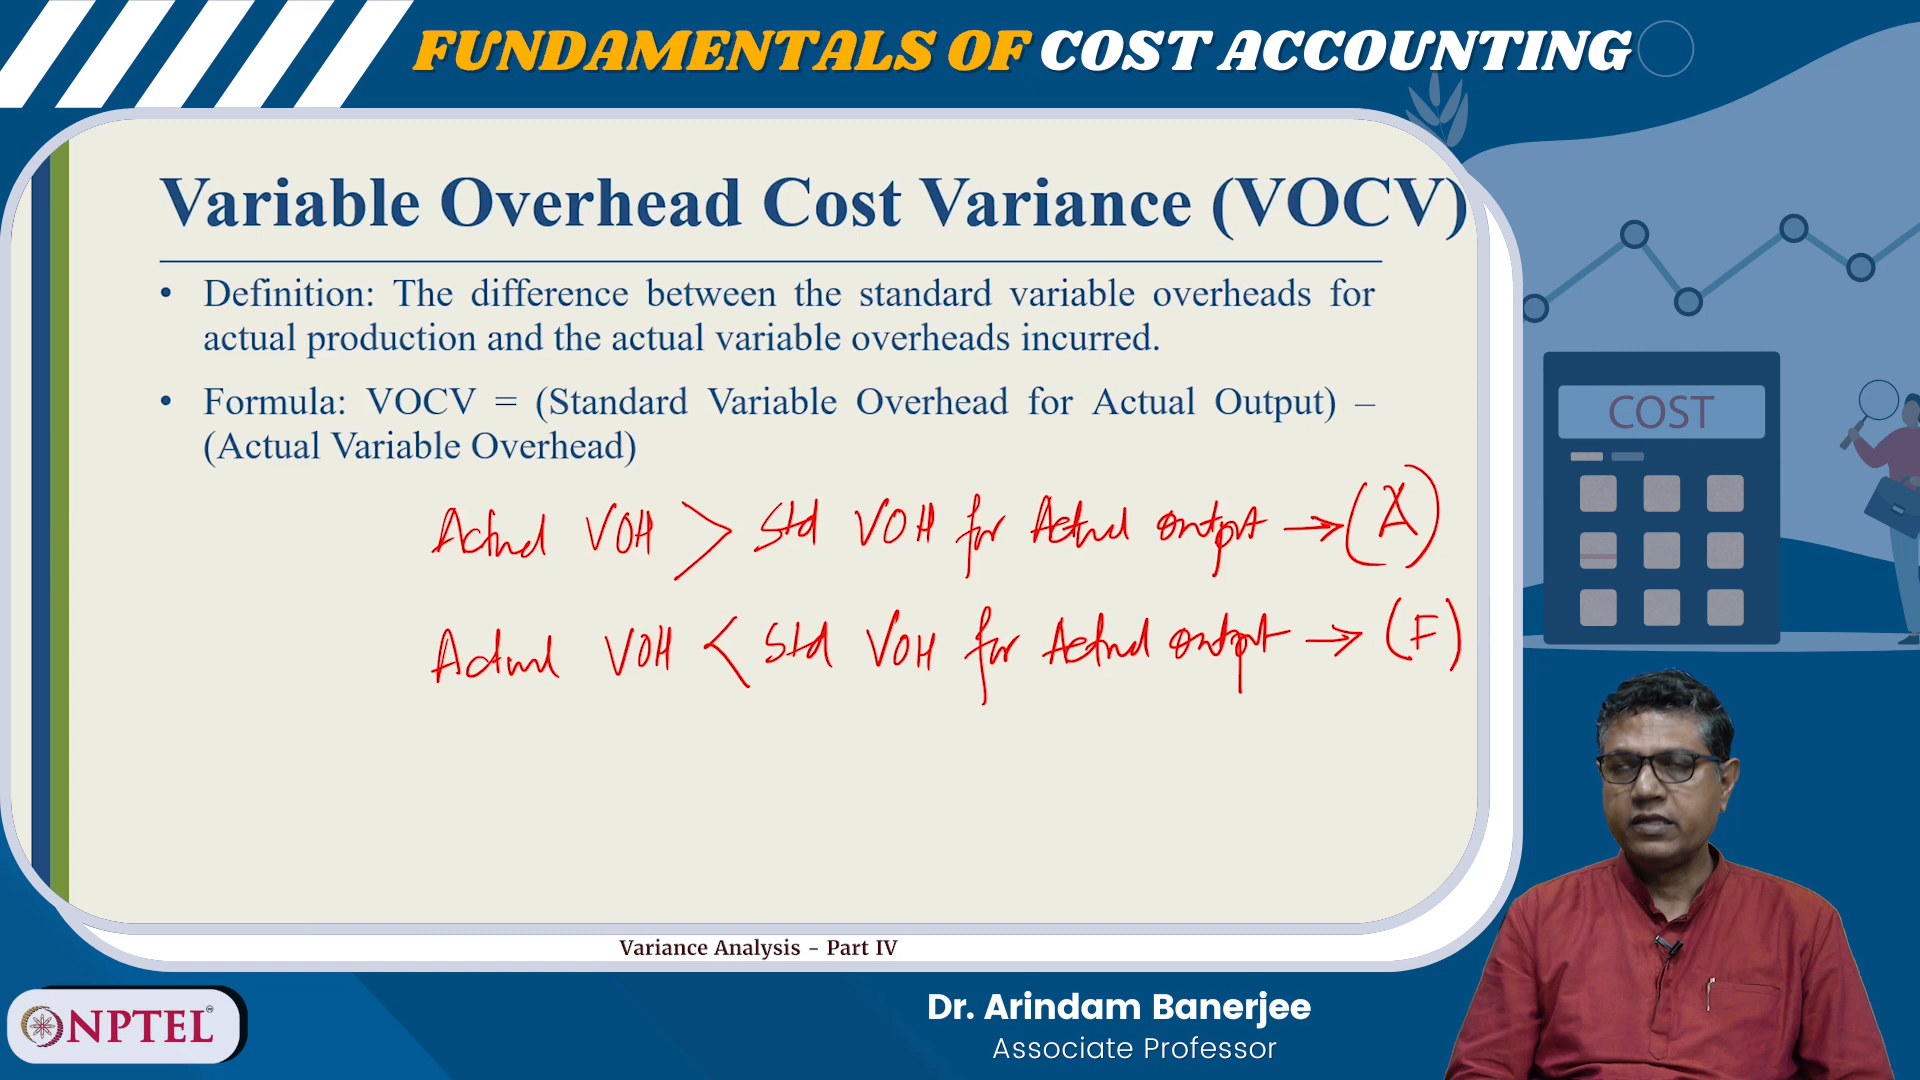 FUNDAMENTALS OF COST ACCOUNTING
Variable Overhead Cost Variance (VOCV)
• Definition: The difference between the standard variable overheads for
actual production and the actual variable overheads incurred.
• Formula: VOCV = (Standard Variable Overhead for Actual Output) –
(Actual Variable Overhead)
Actual VOH > Std VOH for Actual output → (A)
Actual VOH < Std VOH for Actual output → (F)
COST
Variance Analysis - Part IV
NPTEL
Dr. Arindam Banerjee
Associate Professor